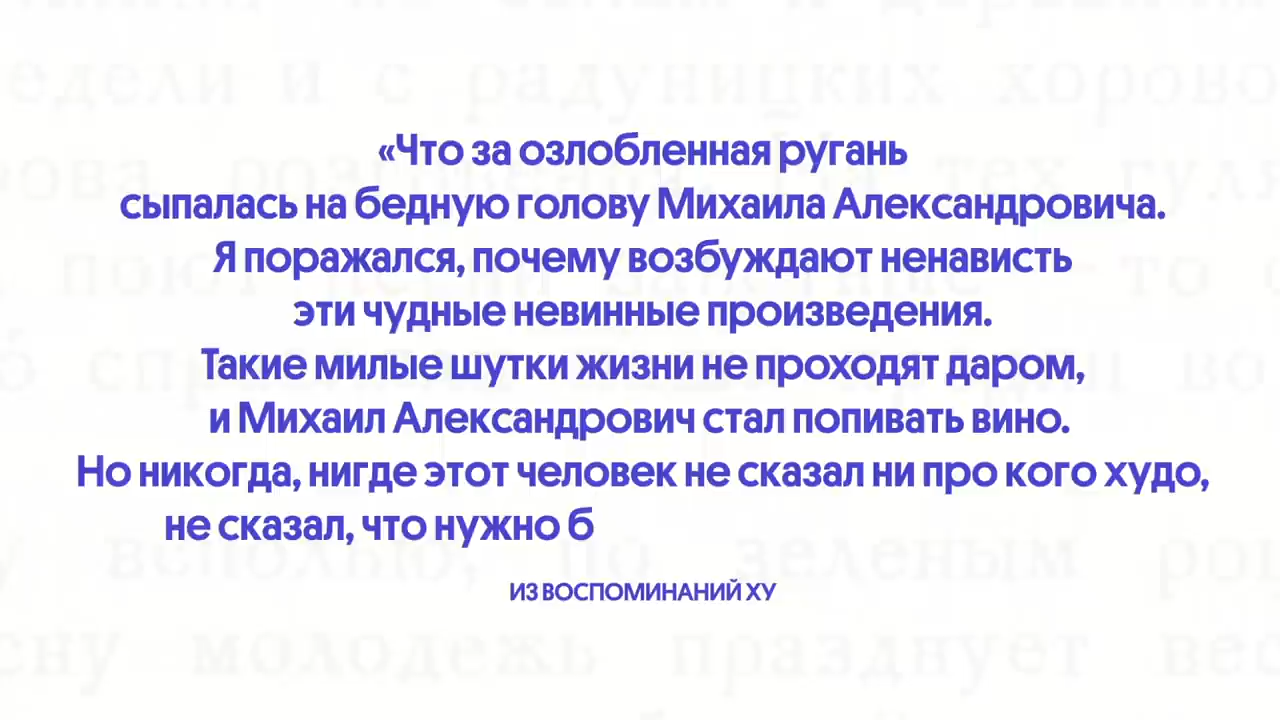 «Что за озлобленная ругань
сыпалась на бедную голову Михаила Александровича.
Я поражался, почему возбуждают ненависть
эти чудные невинные произведения.
Такие милые шутки жизни не проходят даром,
и Михаил Александрович стал попивать вино.
Но никогда, нигде этот человек не сказал ни про кого худо,
не сказал, что нужно б
ИЗ ВОСПОМИНАНИЙ ХУ